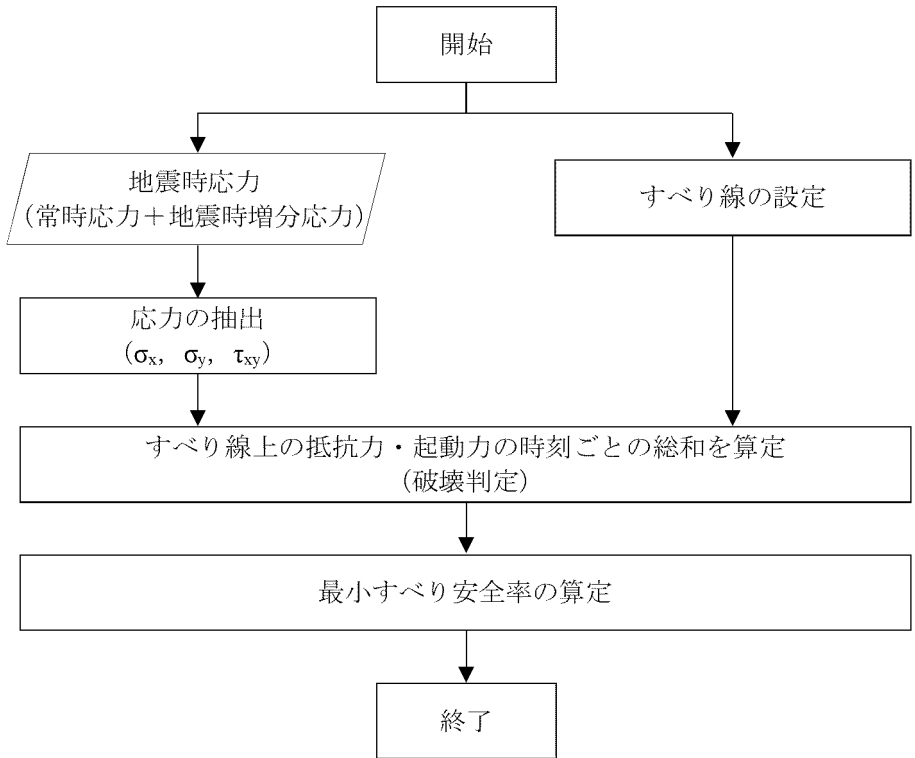 開始
地震時応力
（常時応力＋地震時増分応力）
すべり線の設定
応力の抽出
（σx，σy，τxy）
すべり線上の抵抗力・起動力の時刻ごとの総和を算定
（破壊判定）
最小すべり安全率の算定
終了